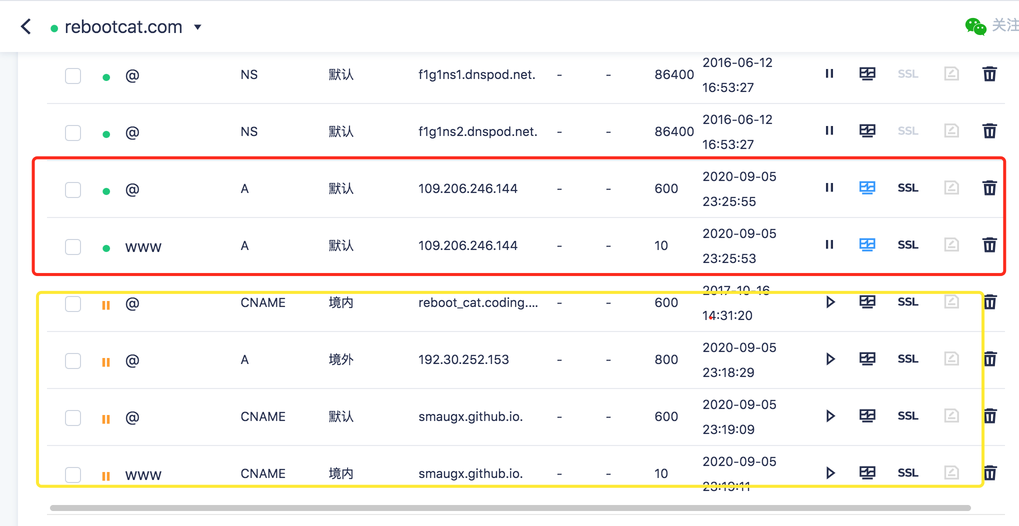 rebootcat.com
关注
@ NS 默认 f1g1ns1.dnspod.net. - - 86400 2016-06-12 16:53:27 SSL
@ NS 默认 f1g1ns2.dnspod.net. - - 86400 2016-06-12 16:53:27 SSL
@ A 默认 109.206.246.144 - - 600 2020-09-05 23:25:55 SSL
www A 默认 109.206.246.144 - - 10 2020-09-05 23:25:53 SSL
@ CNAME 境内 reboot_cat.coding.... - - 600 2017-10-16 14:31:20 SSL
@ A 境外 192.30.252.153 - - 800 2020-09-05 23:18:29 SSL
@ CNAME 默认 smaugx.github.io. - - 600 2020-09-05 23:19:09 SSL
www CNAME 境内 smaugx.github.io. - - 10 2020-09-05 23:19:11 SSL